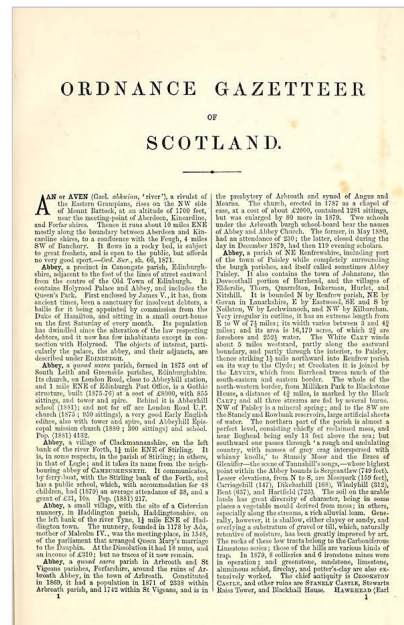 ORDNANCE GAZETTEER
OF
SCOTLAND.
AAN or AVEN (Gael. abhuinn, 'river'), a rivulet of
the Eastern Grampians, rises on the NW side
of Mount Battock, at an altitude of 1700 feet,
near the meeting-point of Aberdeen, Kincardine,
and Forfar shires. Thence it runs about 10 miles ENE
mostly along the boundary between Aberdeen and Kin-
cardine shires, to a confluence with the Feugh, 4 miles
SW of Banchory. It flows in a rocky bed, is subject
to great freshets, and is open to the public, but affords
no very good sport.—Ord. Sur., sh. 66, 1871.
Abbey, a precinct in Canongate parish, Edinburgh-
shire, adjacent to the foot of the lines of street eastward
from the centre of the Old Town of Edinburgh. It
contains Holyrood Palace and Abbey, and includes the
Queen's Park. First enclosed by James V., it has, from
ancient times, been a sanctuary for insolvent debtors, a
bailie for it being appointed by commission from the
Duke of Hamilton, and sitting in a small court-house
on the first Saturday of every month. Its population
has dwindled since the alteration of the law respecting
debtors, and it now has few inhabitants except in con-
nection with Holyrood. The objects of interest, parti-
cularly the palace, the abbey, and their adjuncts, are
described under EDINBURGH.
Abbey, a quoad sacra parish, formed in 1875 out of
South Leith and Greenside parishes, Edinburghshire.
Its church, on London Road, close to Abbeyhill station,
and 1 mile ENE of Edinburgh Post Office, is a Gothic
structure, built (1875-76) at a cost of £8000, with 855
sittings, and tower and spire. Behind it is Abbeyhill
school (1881); and not far off are London Road U.P.
church (1875; 950 sittings), a very good Early English
edifice, also with tower and spire, and Abbeyhill Epis-
copal mission church (1880; 300 sittings) and school.
Pop. (1881) 4132.
Abbey, a village of Clackmannanshire, on the left
bank of the river Forth, 1½ mile ENE of Stirling. It
is, in some respects, in the parish of Stirling; in others,
in that of Logie; and it takes its name from the neigh-
bouring abbey of CAMBUSKENNETH. It communicates,
by ferry-boat, with the Stirling bank of the Forth, and
has a public school, which, with accommodation for 48
children, had (1879) an average attendance of 38, and a
grant of £31, 10s. Pop. (1881) 217.
Abbey, a small village, with the site of a Cistercian
nunnery, in Haddington parish, Haddingtonshire, on
the left bank of the river Tyne, 1½ mile ENE of Had-
dington town. The nunnery, founded in 1178 by Ada,
mother of Malcolm IV., was the meeting-place, in 1548,
of the parliament that arranged Queen Mary's marriage
to the Dauphin. At the Dissolution it had 18 nuns, and
an income of £310; but no traces of it now remain.
Abbey, a quoad sacra parish in Arbroath and St
Vigeans parishes, Forfarshire, around the ruins of Ar-
broath Abbey, in the town of Arbroath. Constituted
in 1869, it had a population in 1871 of 2338 within
Arbroath parish, and 1742 within St Vigeans, and is in
1
the presbytery of Arbroath and synod of Angus and
Mearns. The church, erected in 1787 as a chapel of
ease, at a cost of about £2000, contained 1281 sittings,
but was enlarged by 80 more in 1879. Two schools
under the Arbroath burgh school-board bear the names
of Abbey and Abbey Church. The former, in May 1880,
had an attendance of 230; the latter, closed during the
day in December 1879, had then 119 evening scholars.
Abbey, a parish of NE Renfrewshire, including part
of the town of Paisley while completely surrounding
the burgh parishes, and itself called sometimes Abbey
Paisley. It also contains the town of Johnstone, the
Dovecothall portion of Barrhead, and the villages of
Elderslie, Thorn, Quarrelton, Inkerman, Hurlet, and
Nitshill. It is bounded N by Renfrew parish, NE by
Govan in Lanarkshire, E by Eastwood, SE and S by
Neilston, W by Lochwinnoch, and NW by Kilbarchan.
Very irregular in outline, it has an extreme length from
E to W of 7¾ miles; its width varies between 3 and 4½
miles; and its area is 16,179 acres, of which 2½ are
foreshore and 252½ water. The WHITE CART winds
about 5 miles westward, partly along the eastward
boundary, and partly through the interior, to Paisley,
thence striking 1½ mile northward into Renfrew parish
on its way to the Clyde; at Crookston it is joined by
the LEVERN, which from Barrhead traces much of the
south-eastern and eastern border. The whole of the
north-western border, from Milliken Park to Blackstone
House, a distance of 4¾ miles, is marked by the Black
CART; and all three streams are fed by several burns.
NW of Paisley is a mineral spring; and to the SW are
the Stanely and Rowbank reservoirs, large artificial sheets
of water. The northern part of the parish is almost a
perfect level, consisting chiefly of reclaimed moss, and
near Boghead being only 13 feet above the sea; but
southward one passes through 'a rough and undulating
country, with masses of grey crag interspersed with
whinny knolls,' to Stanely Moor and the Braes of
Gleniffer—the scene of Tannahill's songs,—whose highest
point within the Abbey bounds is Sergeantlaw (749 feet).
Lesser elevations, from N to S, are Mosspark (159 feet),
Carriagehill (147), Dikebarhill (168), Windyhill (312),
Bent (637), and Hartfield (723). The soil on the arable
lands has great diversity of character, being in some
places a vegetable mould derived from moss; in others,
especially along the streams, a rich alluvial loam. Gene-
rally, however, it is shallow, either clayey or sandy, and
overlying a substratum of gravel or till, which, naturally
retentive of moisture, has been greatly improved by art.
The rocks of the low tracts belong to the Carboniferous
Limestone series; those of the hills are various kinds of
trap. In 1879, 8 collieries and 6 ironstone mines were
in operation; and greenstone, sandstone, limestone,
aluminous shale, fireclay, and potter's-clay are also ex-
tensively worked. The chief antiquity is CROOKSTON
CASTLE, and other ruins are STANELY CASTLE, Stewarts
Raiss Tower, and Blackhall House. HAWKHEAD (Earl
1